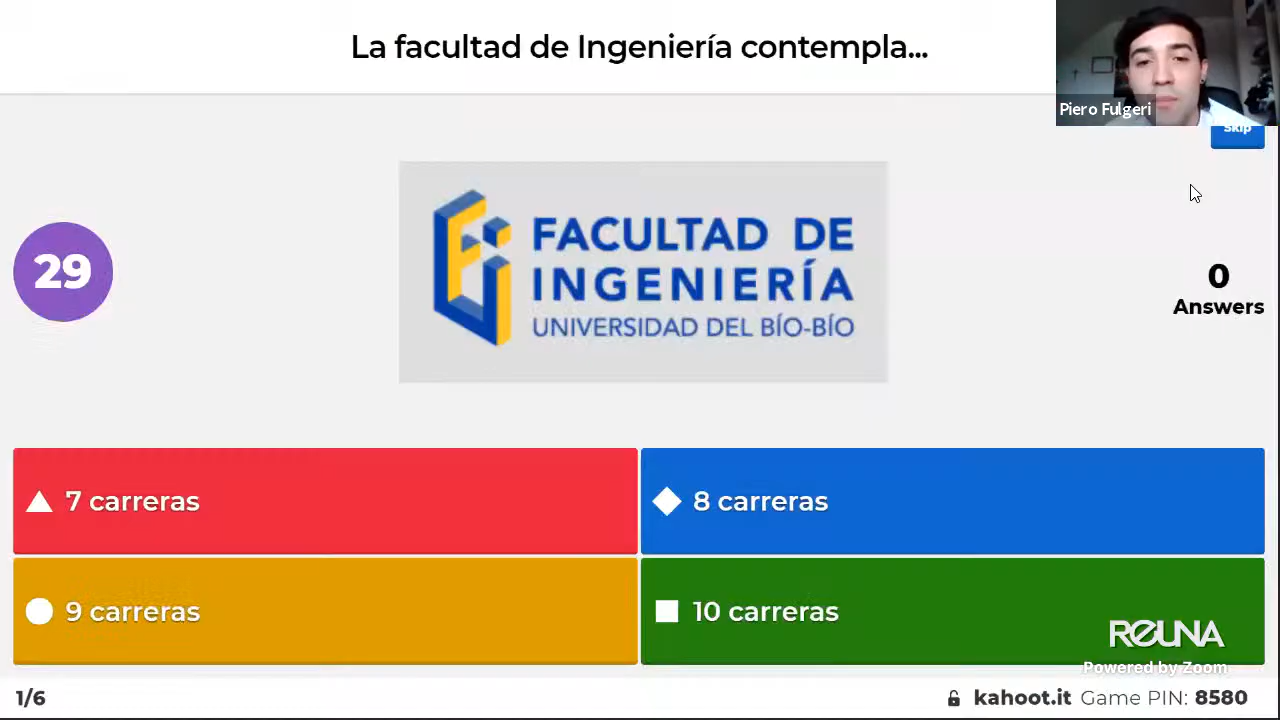 La facultad de Ingeniería contempla...
Piero Fulgeri
Skip
29
FACULTAD DE
INGENIERÍA
UNIVERSIDAD DEL BÍO-BÍO
0
Answers
7 carreras
8 carreras
9 carreras
10 carreras
REUNA
Powered by Zoom
1/6
kahoot.it Game PIN: 8580